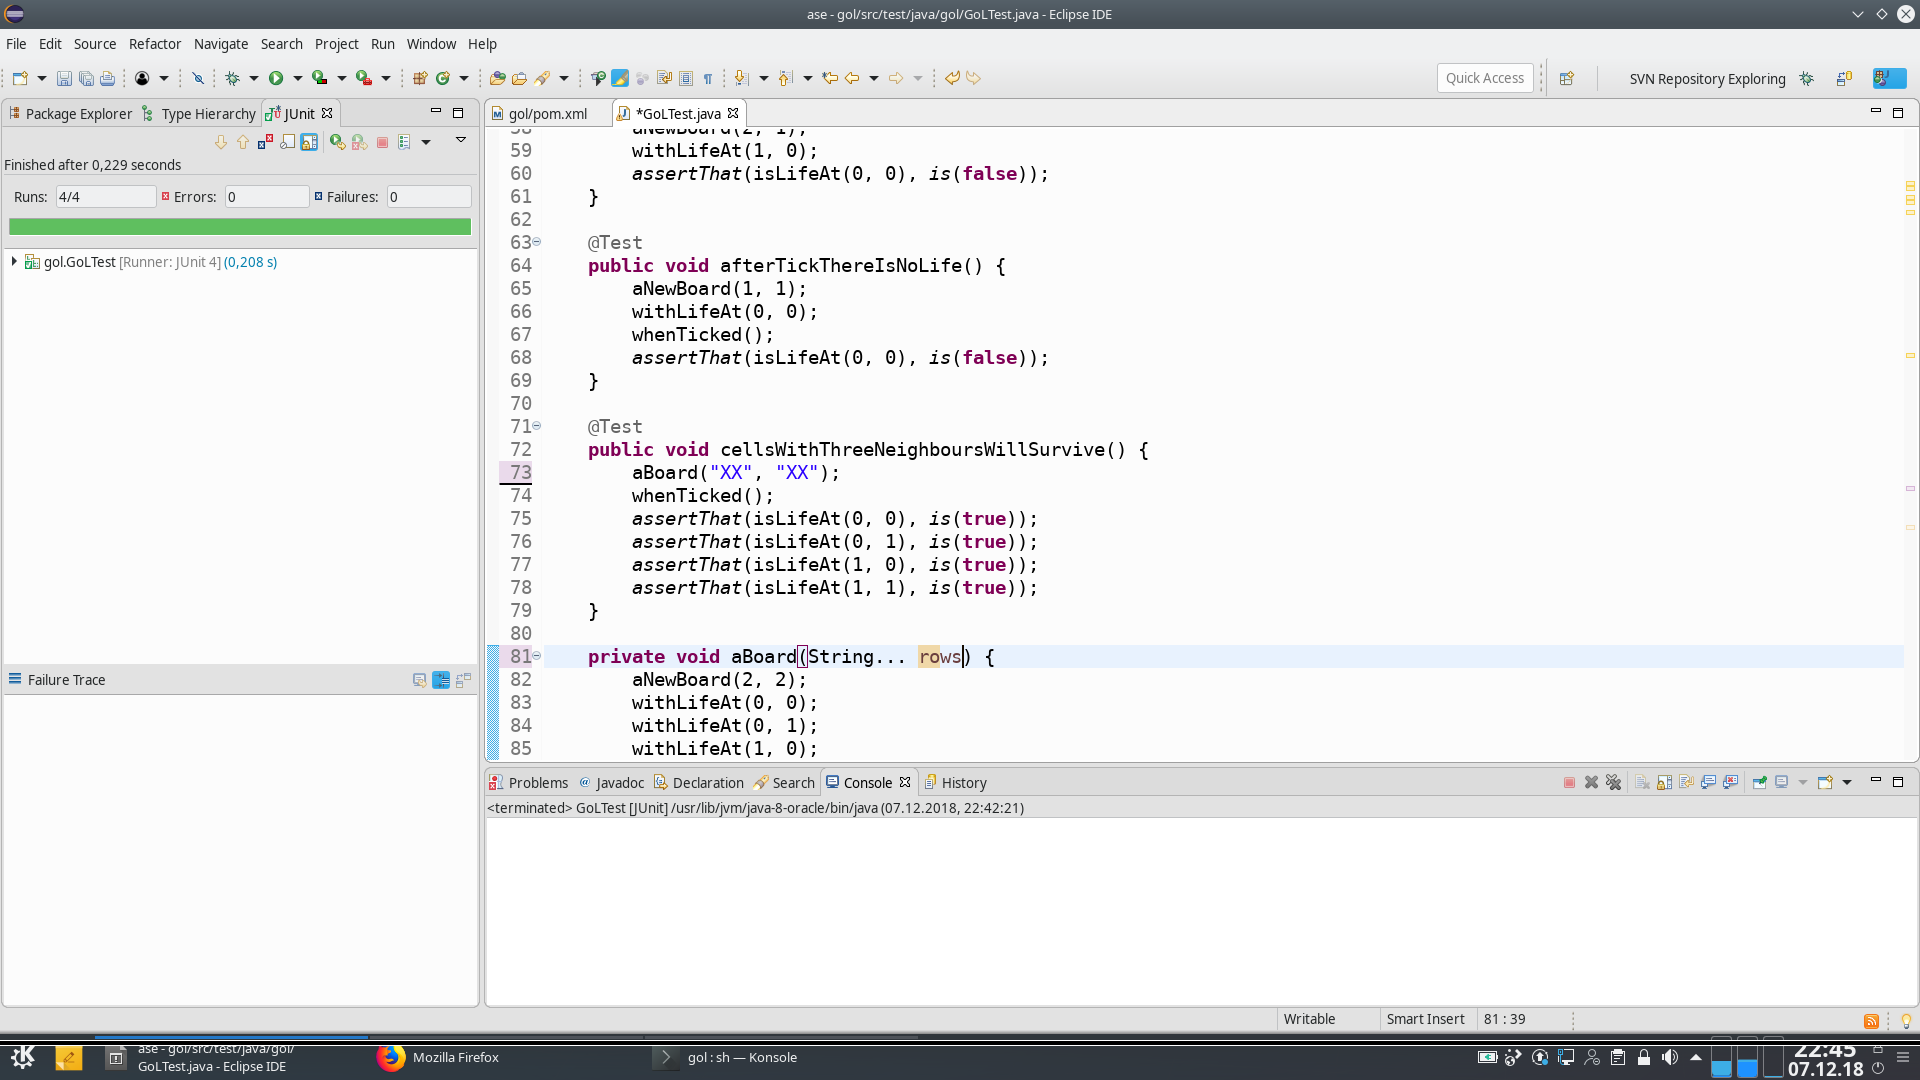 ase - gol/src/test/java/gol/GoLTest.java - Eclipse IDE
File Edit Source Refactor Navigate Search Project Run Window Help
Quick Access
SVN Repository Exploring
Package Explorer Type Hierarchy JUnit
Finished after 0,229 seconds
Runs: 4/4 Errors: 0 Failures: 0
gol.GoLTest [Runner: JUnit 4] (0,208 s)
Failure Trace
gol/pom.xml *GoLTest.java
58 aNewBoard(2, 1);
59 withLifeAt(1, 0);
60 assertThat(isLifeAt(0, 0), is(false));
61 }
62
63 @Test
64 public void afterTickThereIsNoLife() {
65 aNewBoard(1, 1);
66 withLifeAt(0, 0);
67 whenTicked();
68 assertThat(isLifeAt(0, 0), is(false));
69 }
70
71 @Test
72 public void cellsWithThreeNeighboursWillSurvive() {
73 aBoard("XX", "XX");
74 whenTicked();
75 assertThat(isLifeAt(0, 0), is(true));
76 assertThat(isLifeAt(0, 1), is(true));
77 assertThat(isLifeAt(1, 0), is(true));
78 assertThat(isLifeAt(1, 1), is(true));
79 }
80
81 private void aBoard(String... rows) {
82 aNewBoard(2, 2);
83 withLifeAt(0, 0);
84 withLifeAt(0, 1);
85 withLifeAt(1, 0);
Problems Javadoc Declaration Search Console History
<terminated> GoLTest [JUnit] /usr/lib/jvm/java-8-oracle/bin/java (07.12.2018, 22:42:21)
Writable Smart Insert 81 : 39
ase - gol/src/test/java/gol/
GoLTest.java - Eclipse IDE
Mozilla Firefox
gol : sh — Konsole
22:45
07.12.18